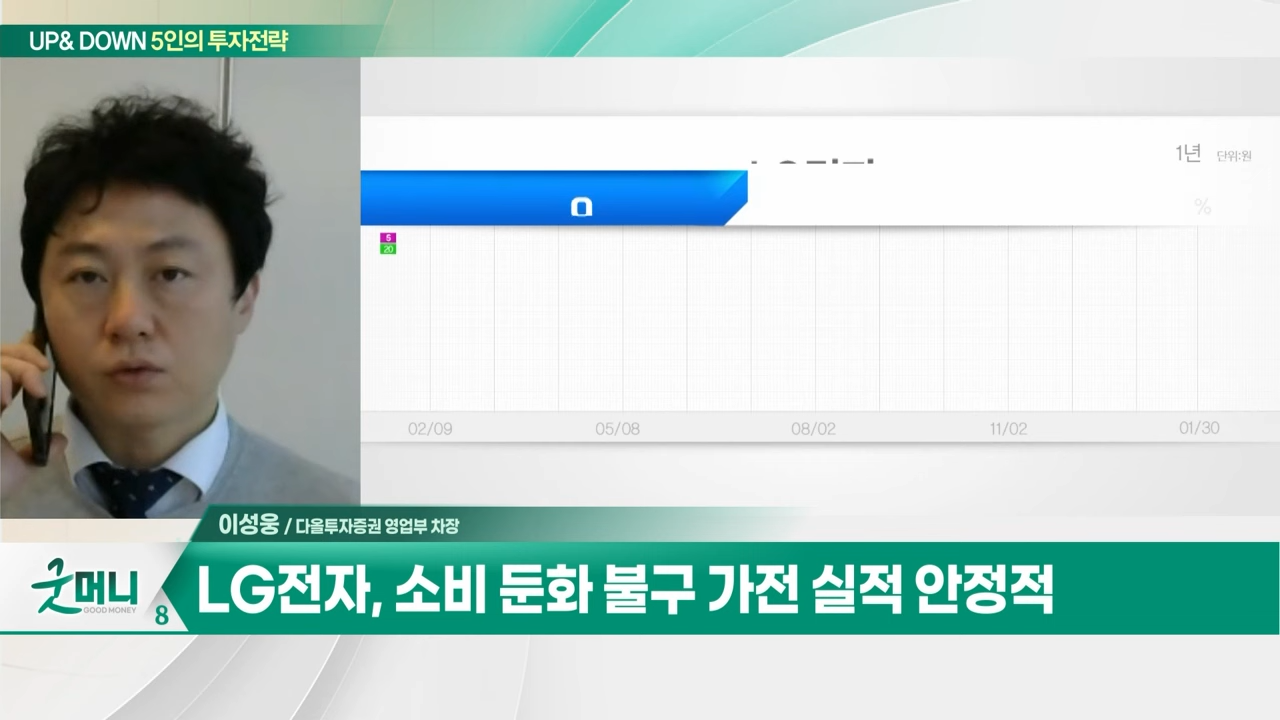 UP& DOWN 5인의 투자전략
1년 단위:원
%
5
20
02/09 05/08 08/02 11/02 01/30
이성웅 / 다올투자증권 영업부 차장
굿머니
GOOD MONEY
8
LG전자, 소비 둔화 불구 가전 실적 안정적